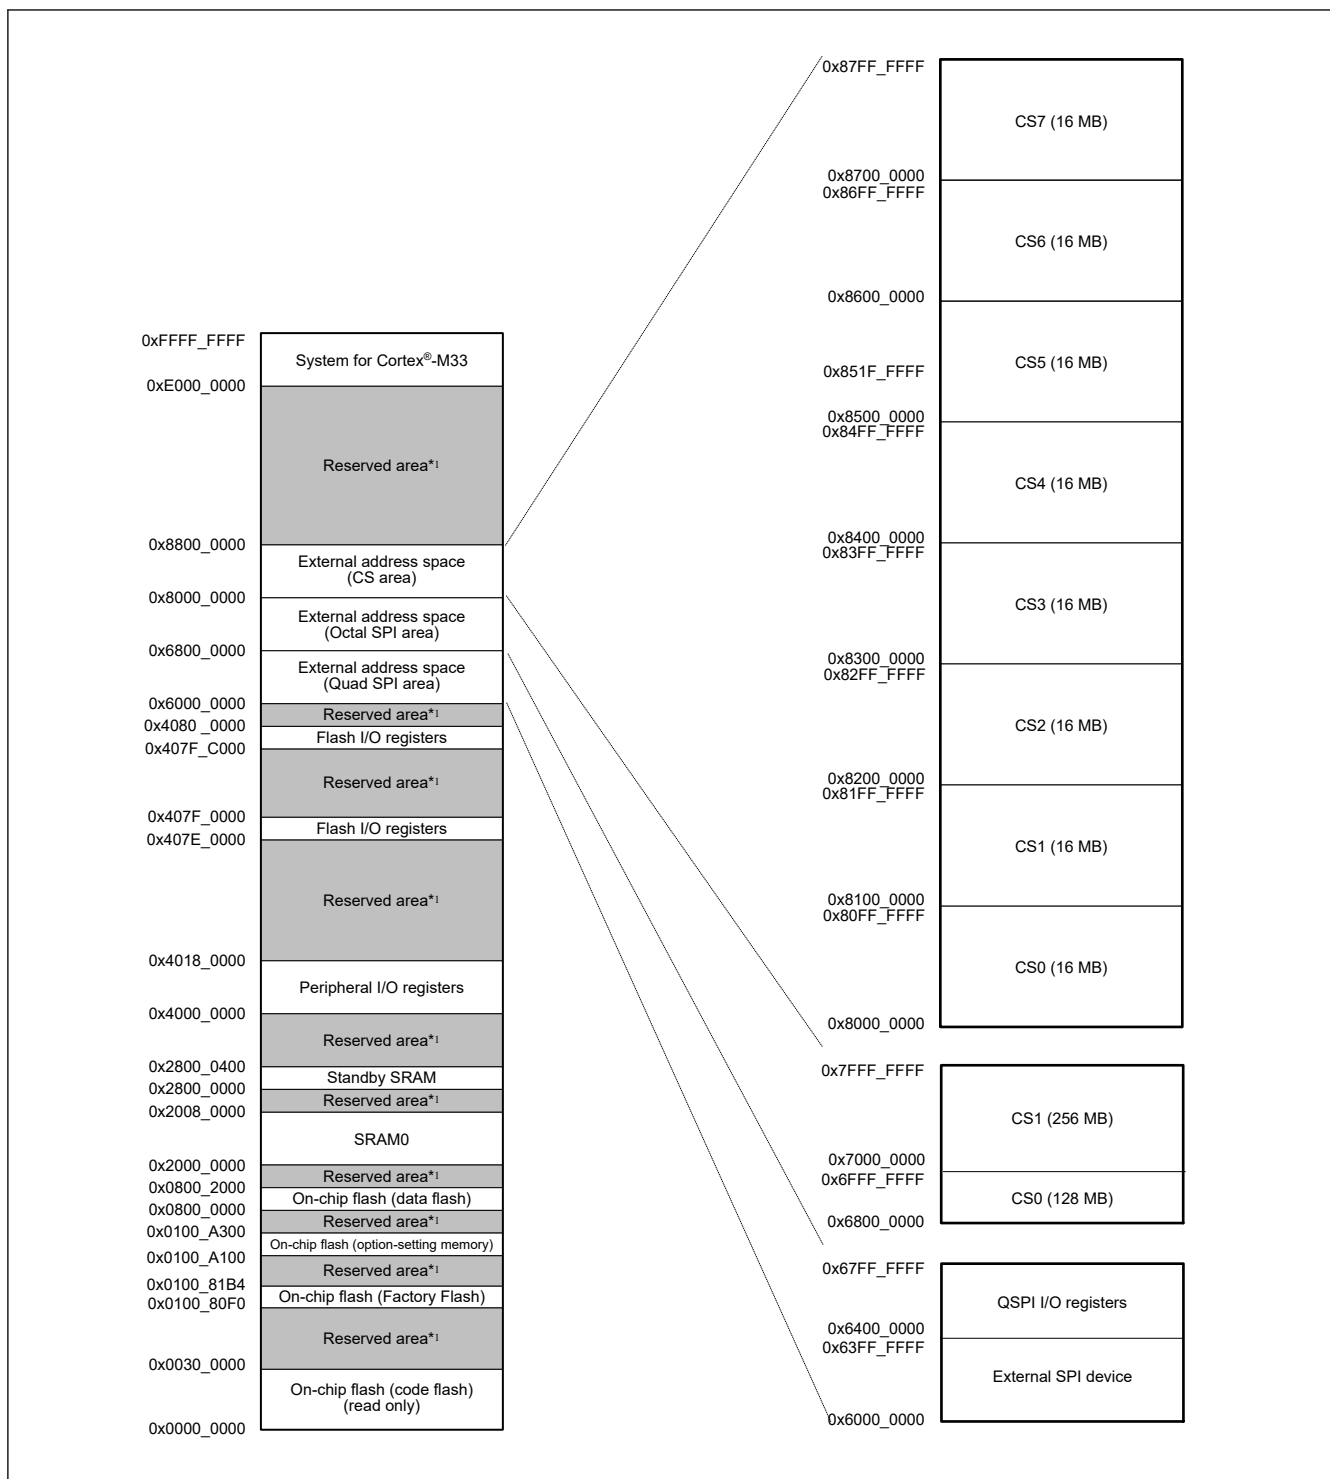 0xFFFF_FFFF
System for Cortex®-M33
0xE000_0000
Reserved area*1
0x8800_0000
External address space
(CS area)
0x8000_0000
External address space
(Octal SPI area)
0x6800_0000
External address space
(Quad SPI area)
0x6000_0000
Reserved area*1
0x4080 _0000
Flash I/O registers
0x407F_C000
Reserved area*1
0x407F_0000
Flash I/O registers
0x407E_0000
Reserved area*1
0x4018_0000
Peripheral I/O registers
0x4000_0000
Reserved area*1
0x2800_0400
Standby SRAM
0x2800_0000
Reserved area*1
0x2008_0000
SRAM0
0x2000_0000
Reserved area*1
0x0800_2000
On-chip flash (data flash)
0x0800_0000
Reserved area*1
0x0100_A300
On-chip flash (option-setting memory)
0x0100_A100
Reserved area*1
0x0100_81B4
On-chip flash (Factory Flash)
0x0100_80F0
Reserved area*1
0x0030_0000
On-chip flash (code flash)
(read only)
0x0000_0000
0x87FF_FFFF
CS7 (16 MB)
0x8700_0000
0x86FF_FFFF
CS6 (16 MB)
0x8600_0000
CS5 (16 MB)
0x851F_FFFF
0x8500_0000
0x84FF_FFFF
CS4 (16 MB)
0x8400_0000
0x83FF_FFFF
CS3 (16 MB)
0x8300_0000
0x82FF_FFFF
CS2 (16 MB)
0x8200_0000
0x81FF_FFFF
CS1 (16 MB)
0x8100_0000
0x80FF_FFFF
CS0 (16 MB)
0x8000_0000
0x7FFF_FFFF
CS1 (256 MB)
0x7000_0000
0x6FFF_FFFF
CS0 (128 MB)
0x6800_0000
0x67FF_FFFF
QSPI I/O registers
0x6400_0000
0x63FF_FFFF
External SPI device
0x6000_0000